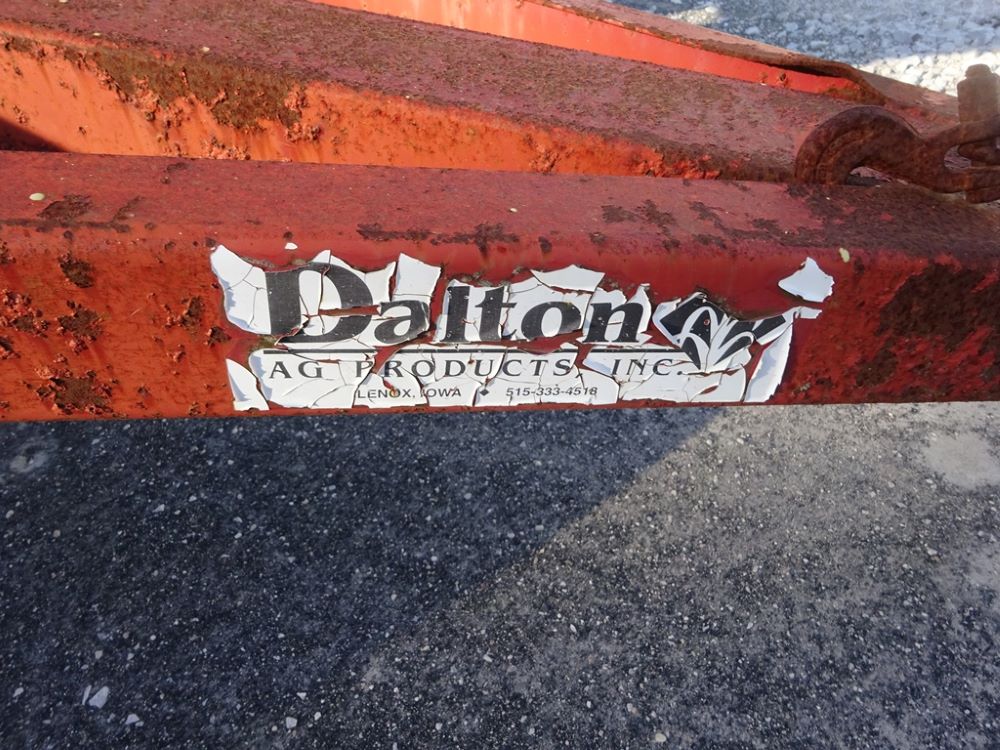 Dalton
AG PRODUCTS, INC.
LENOX, IOWA ◆ 515-333-4518